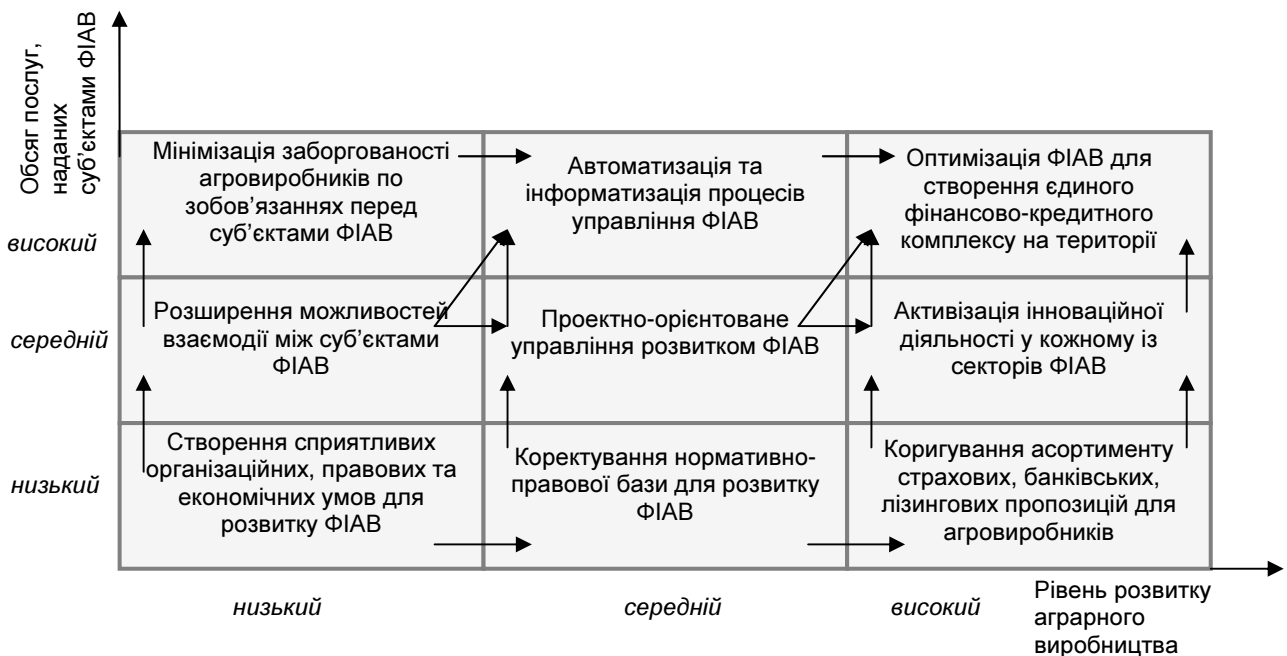 Обсяг послуг,
наданих
суб’єктами ФІАВ
високий
Мінімізація заборгованості
агровиробників по
зобов’язаннях перед
суб’єктами ФІАВ
Автоматизація та
інформатизація процесів
управління ФІАВ
Оптимізація ФІАВ для
створення єдиного
фінансово-кредитного
комплексу на території
середній
Розширення можливостей
взаємодії між суб’єктами
ФІАВ
Проектно-орієнтоване
управління розвитком ФІАВ
Активізація інноваційної
діяльності у кожному із
секторів ФІАВ
низький
Створення сприятливих
організаційних, правових та
економічних умов для
розвитку ФІАВ
Коректування нормативно-
правової бази для розвитку
ФІАВ
Коригування асортименту
страхових, банківських,
лізингових пропозицій для
агровиробників
низький
середній
високий
Рівень розвитку
аграрного
виробництва